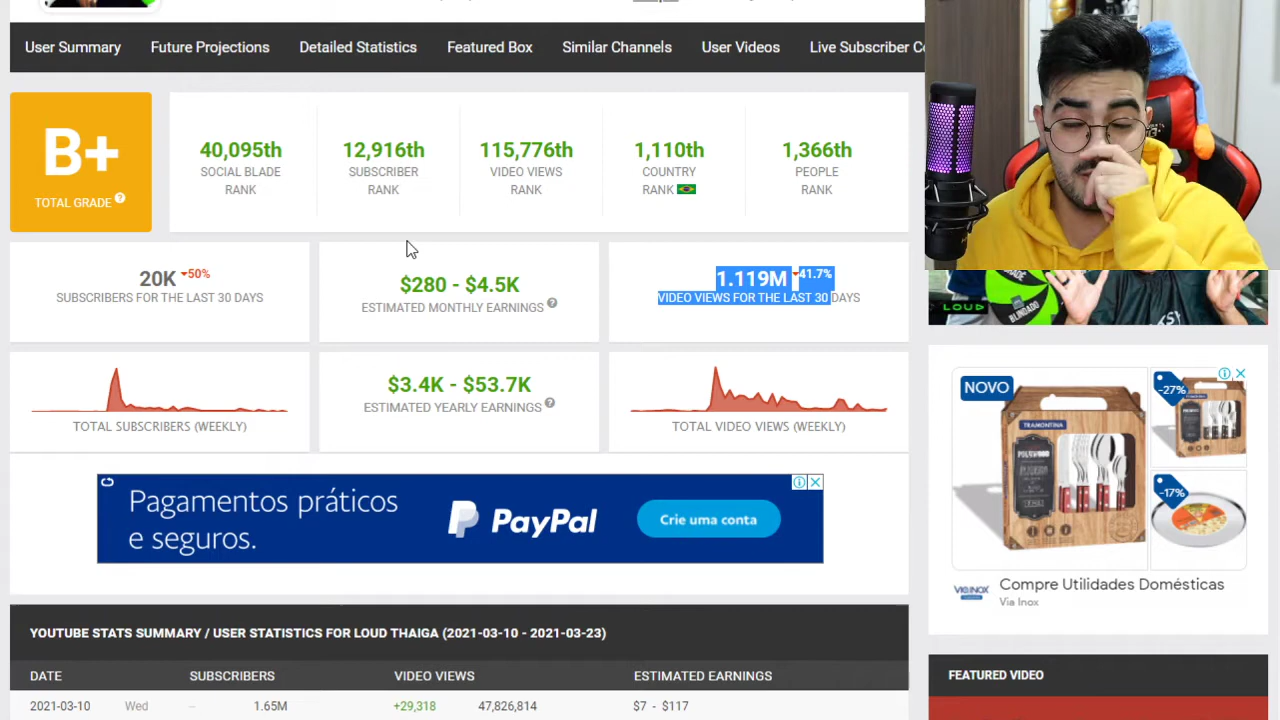 User Summary
Future Projections
Detailed Statistics
Featured Box
Similar Channels
User Videos
Live Subscriber Co
B+
TOTAL GRADE ?
40,095th
SOCIAL BLADE
RANK
12,916th
SUBSCRIBER
RANK
115,776th
VIDEO VIEWS
RANK
1,110th
COUNTRY
RANK
1,366th
PEOPLE
RANK
20K 50%
SUBSCRIBERS FOR THE LAST 30 DAYS
$280 - $4.5K
ESTIMATED MONTHLY EARNINGS ?
1.119M 41.7%
VIDEO VIEWS FOR THE LAST 30 DAYS
TOTAL SUBSCRIBERS (WEEKLY)
$3.4K - $53.7K
ESTIMATED YEARLY EARNINGS ?
TOTAL VIDEO VIEWS (WEEKLY)
Pagamentos práticos
e seguros.
PayPal
Crie uma conta
LOUD
BLINDADO
NOVO
TRAMONTINA
-27%
-17%
VIAINOX
Compre Utilidades Domésticas
Via Inox
YOUTUBE STATS SUMMARY / USER STATISTICS FOR LOUD THAIGA (2021-03-10 - 2021-03-23)
DATE SUBSCRIBERS VIDEO VIEWS ESTIMATED EARNINGS
2021-03-10 Wed -- 1.65M +29,318 47,826,814 $7 - $117
FEATURED VIDEO